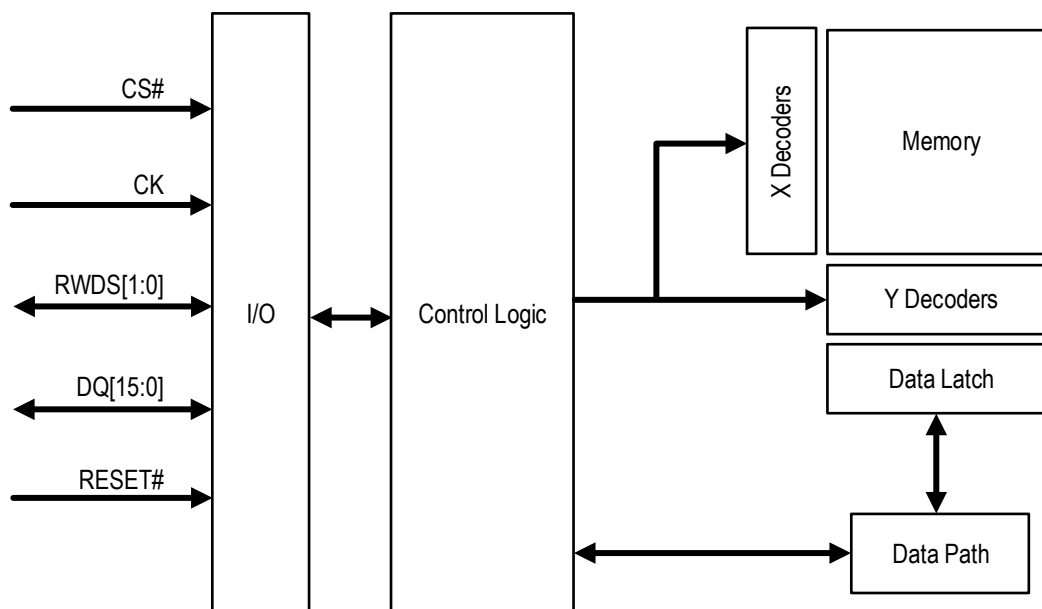 CS#
CK
RWDS[1:0]
DQ[15:0]
RESET#
I/O
Control Logic
X Decoders
Memory
Y Decoders
Data Latch
Data Path